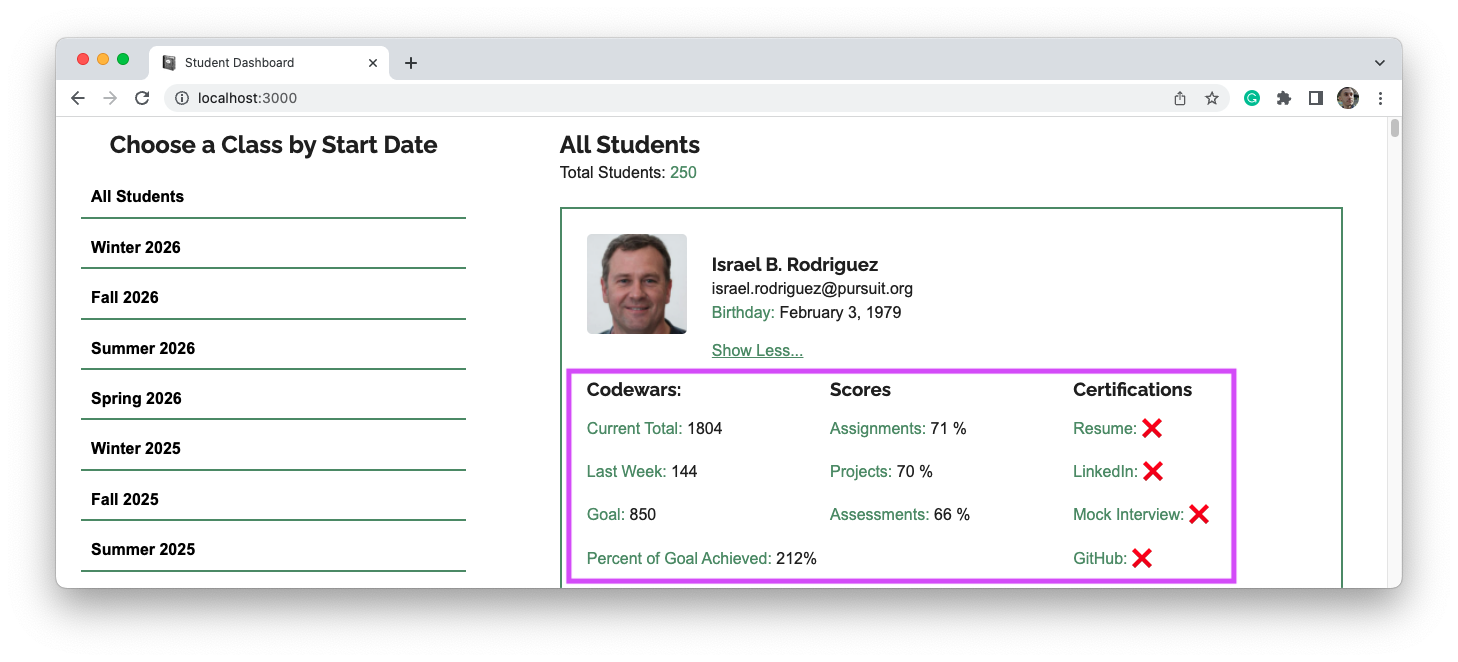 Student Dashboard
localhost:3000
Choose a Class by Start Date
All Students
Winter 2026
Fall 2026
Summer 2026
Spring 2026
Winter 2025
Fall 2025
Summer 2025
All Students
Total Students: 250
Israel B. Rodriguez
israel.rodriguez@pursuit.org
Birthday: February 3, 1979
Show Less...
Codewars:
Current Total: 1804
Last Week: 144
Goal: 850
Percent of Goal Achieved: 212%
Scores
Assignments: 71 %
Projects: 70 %
Assessments: 66 %
Certifications
Resume: ❌
LinkedIn: ❌
Mock Interview: ❌
GitHub: ❌